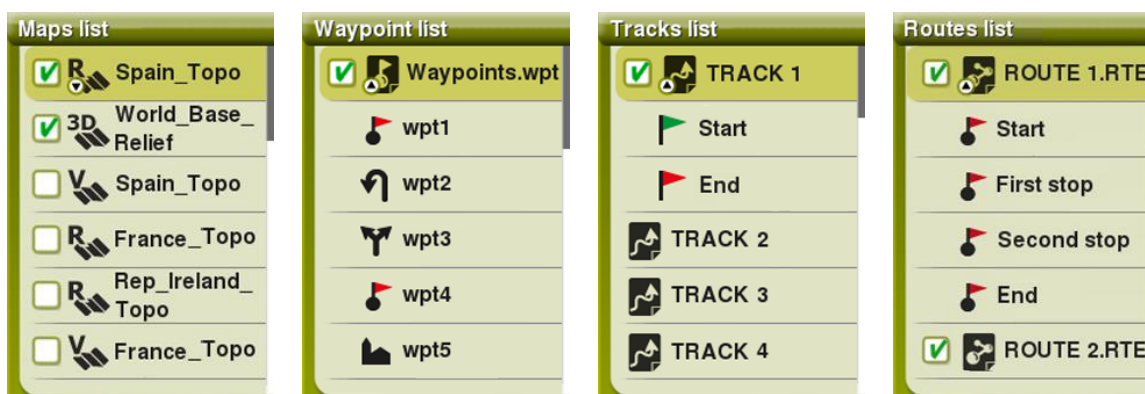 Maps list
R Spain_Topo
3D World_Base_
Relief
V Spain_Topo
R France_Topo
R Rep_Ireland_
Topo
V France_Topo
Waypoint list
Waypoints.wpt
wpt1
wpt2
wpt3
wpt4
wpt5
Tracks list
TRACK 1
Start
End
TRACK 2
TRACK 3
TRACK 4
Routes list
ROUTE 1.RTE
Start
First stop
Second stop
End
ROUTE 2.RTE